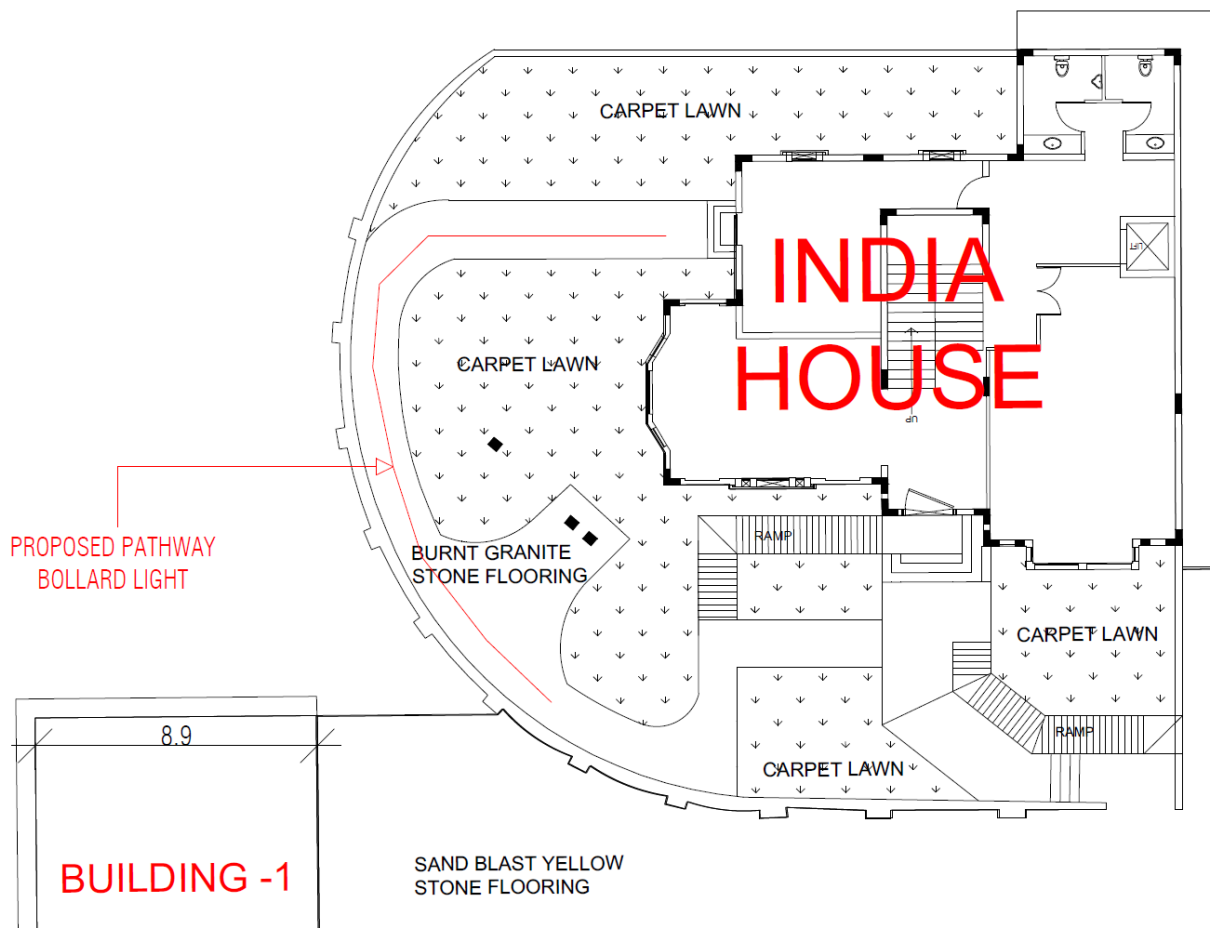 CARPET LAWN
LIFT
INDIA
HOUSE
CARPET LAWN
UP
PROPOSED PATHWAY
BOLLARD LIGHT
BURNT GRANITE
STONE FLOORING
RAMP
CARPET LAWN
RAMP
CARPET LAWN
8.9
BUILDING -1
SAND BLAST YELLOW
STONE FLOORING